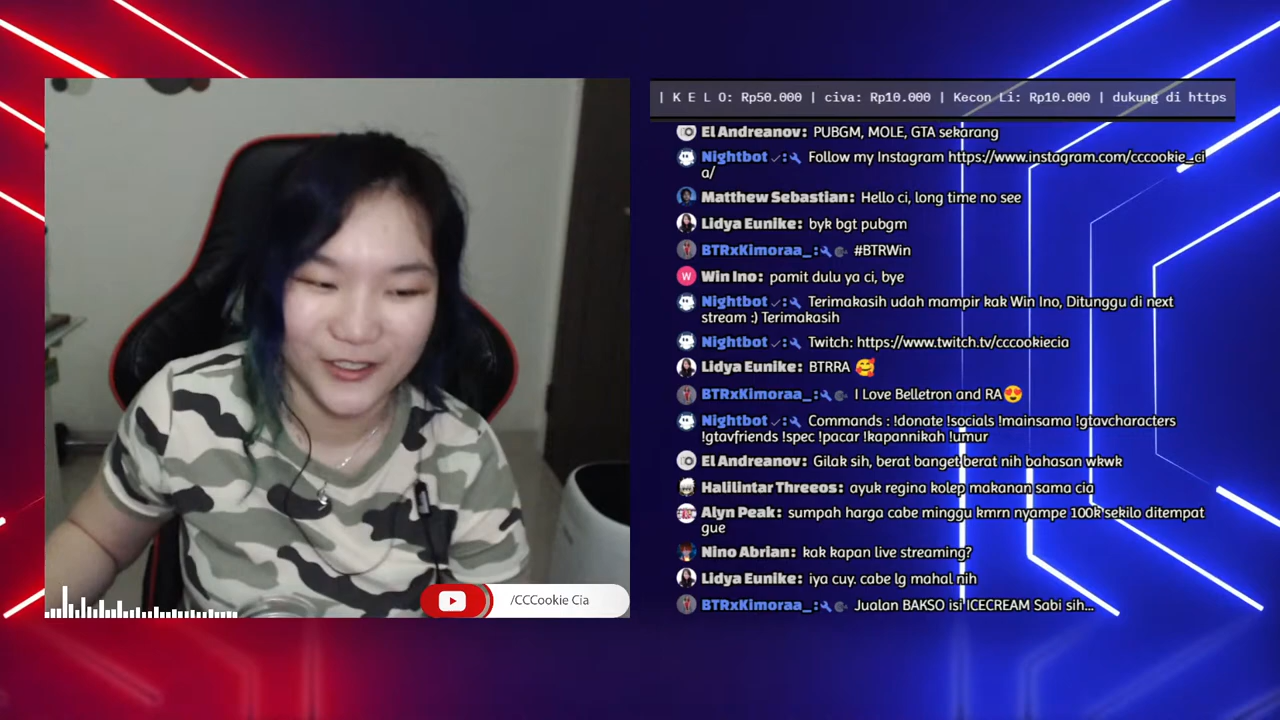 | K E L O: Rp50.000 | civa: Rp10.000 | Kecon Li: Rp10.000 | dukung di https
El Andreanov: PUBGM, MOLE, GTA sekarang
Nightbot : Follow my Instagram https://www.instagram.com/cccookie_ci
a/
Matthew Sebastian: Hello ci, long time no see
Lidya Eunike: byk bgt pubgm
BTRxKimoraa_: #BTRWin
W Win Ino: pamit dulu ya ci, bye
Nightbot : Terimakasih udah mampir kak Win Ino, Ditunggu di next
stream :) Terimakasih
Nightbot : Twitch: https://www.twitch.tv/cccookiecia
Lidya Eunike: BTRRA 🥰
BTRxKimoraa_: I Love Belletron and RA😍
Nightbot : Commands : !donate !socials !mainsama !gtavcharacters
!gtavfriends !spec !pacar !kapannikah !umur
El Andreanov: Gilak sih, berat banget berat nih bahasan wkwk
Halilintar Threeos: ayuk regina kolep makanan sama cia
Alyn Peak: sumpah harga cabe minggu kmrn nyampe 100k sekilo ditempat
gue
Nino Abrian: kak kapan live streaming?
Lidya Eunike: iya cuy. cabe lg mahal nih
BTRxKimoraa_: Jualan BAKSO isi ICECREAM Sabi sih...
/CCCookie Cia